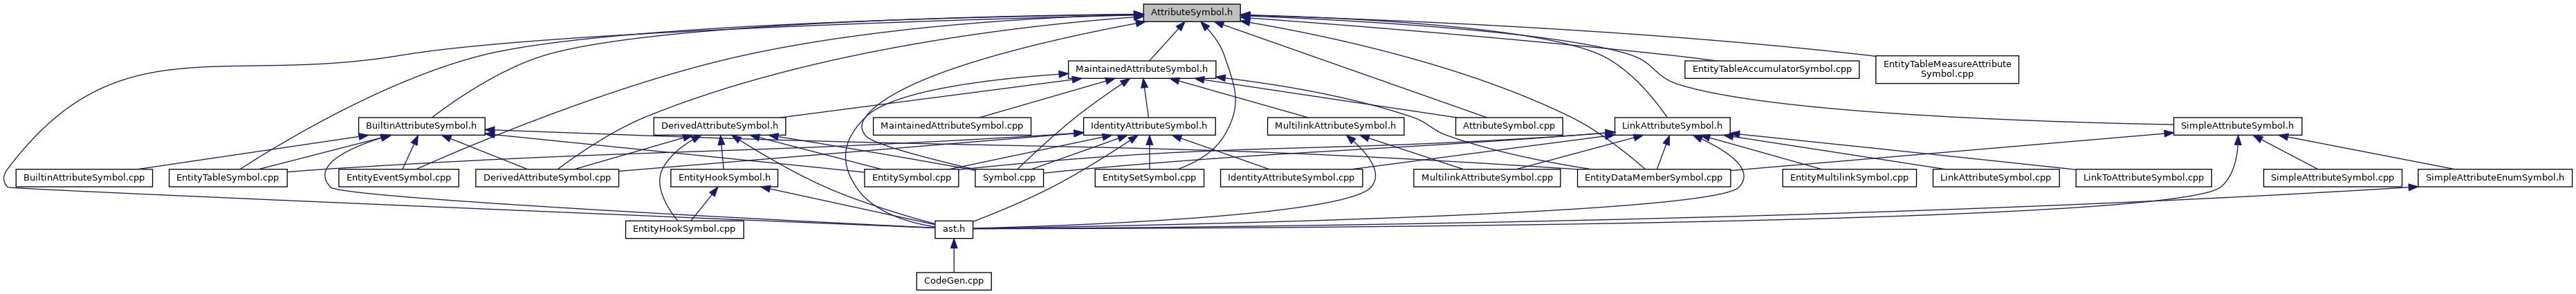 AttributeSymbol.h
MaintainedAttributeSymbol.h
EntityTableAccumulatorSymbol.cpp
EntityTableMeasureAttribute
Symbol.cpp
BuiltinAttributeSymbol.h
DerivedAttributeSymbol.h
MaintainedAttributeSymbol.cpp
IdentityAttributeSymbol.h
MultilinkAttributeSymbol.h
AttributeSymbol.cpp
LinkAttributeSymbol.h
SimpleAttributeSymbol.h
BuiltinAttributeSymbol.cpp
EntityTableSymbol.cpp
EntityEventSymbol.cpp
DerivedAttributeSymbol.cpp
EntityHookSymbol.h
EntitySymbol.cpp
Symbol.cpp
EntitySetSymbol.cpp
IdentityAttributeSymbol.cpp
MultilinkAttributeSymbol.cpp
EntityDataMemberSymbol.cpp
EntityMultilinkSymbol.cpp
LinkAttributeSymbol.cpp
LinkToAttributeSymbol.cpp
SimpleAttributeSymbol.cpp
SimpleAttributeEnumSymbol.h
EntityHookSymbol.cpp
ast.h
CodeGen.cpp